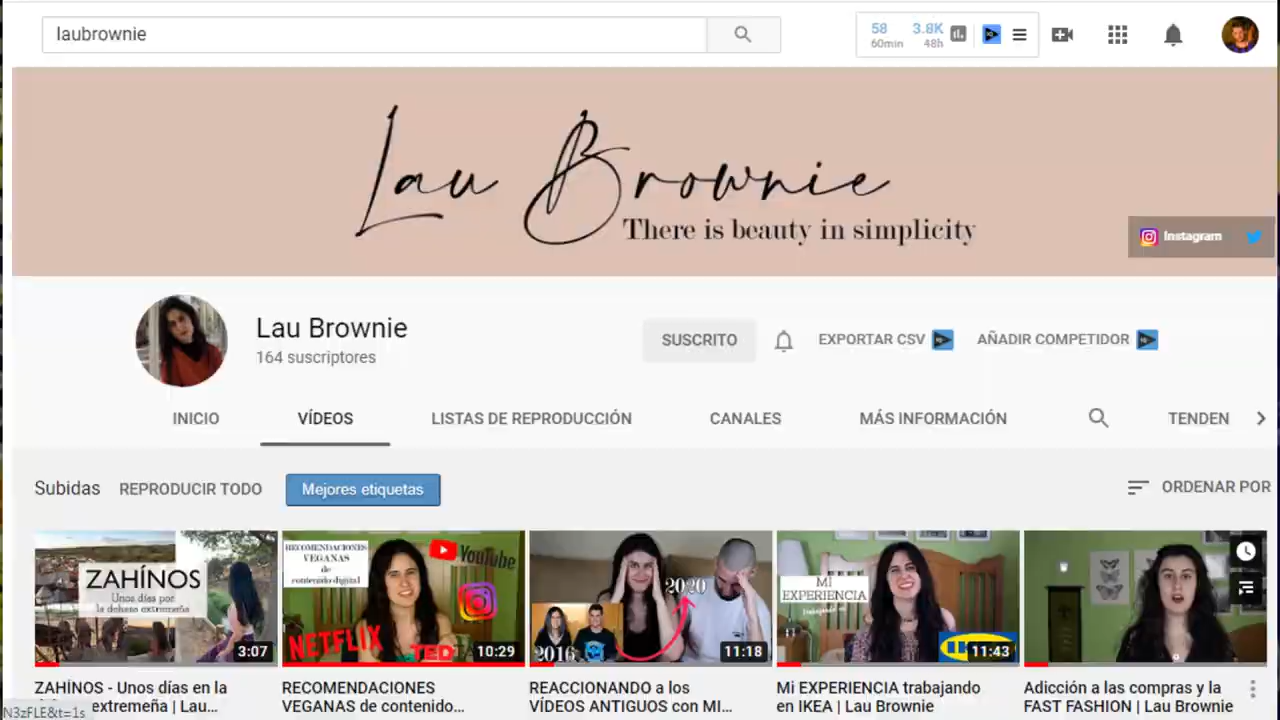 laubrownie
58 3.8K
60min 48h
Lau Brownie
There is beauty in simplicity
Instagram
Lau Brownie
164 suscriptores
SUSCRITO
EXPORTAR CSV
AÑADIR COMPETIDOR
INICIO VÍDEOS LISTAS DE REPRODUCCIÓN CANALES MÁS INFORMACIÓN TENDEN
Subidas REPRODUCIR TODO Mejores etiquetas ORDENAR POR
ZAHÍNOS
Unos días por
la dehesa extremeña
3:07
RECOMENDACIONES
VEGANAS
de
contenido digital
YouTube
NETFLIX
TED
10:29
2020
2016
11:18
MI
EXPERIENCIA
trabajando en
IKEA
11:43
ZAHÍNOS - Unos días en la
extremeña | Lau...
RECOMENDACIONES
VEGANAS de contenido...
REACCIONANDO a los
VÍDEOS ANTIGUOS con MI...
Mi EXPERIENCIA trabajando
en IKEA | Lau Brownie
Adicción a las compras y la
FAST FASHION | Lau Brownie
N3zFLE&t=1s